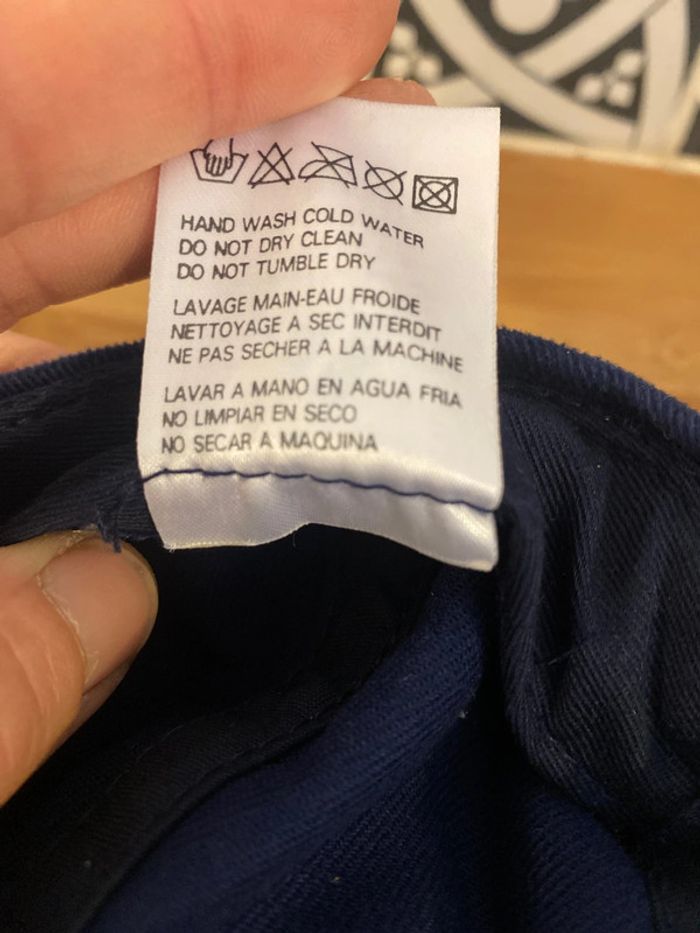 HAND WASH COLD WATER
DO NOT DRY CLEAN
DO NOT TUMBLE DRY
LAVAGE MAIN-EAU FROIDE
NETTOYAGE A SEC INTERDIT
NE PAS SECHER A LA MACHINE
LAVAR A MANO EN AGUA FRIA
NO LIMPIAR EN SECO
NO SECAR A MAQUINA